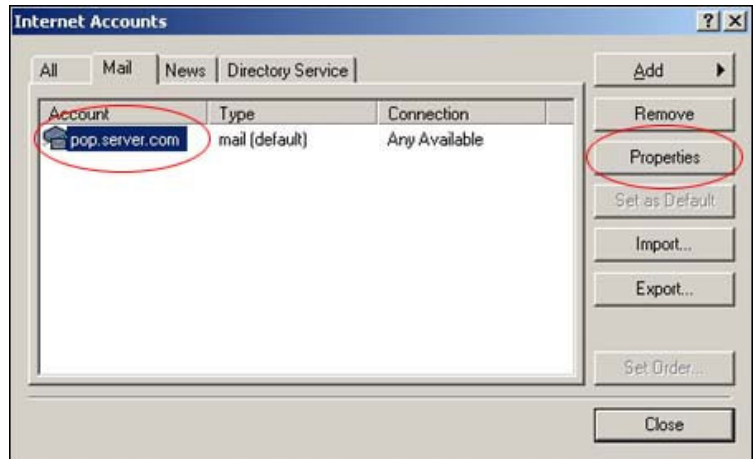 Internet Accounts
? ×
All Mail News Directory Service
Add
Account Type Connection
Remove
pop.server.com mail (default) Any Available
Properties
Set as Default
Import...
Export...
Set Order...
Close